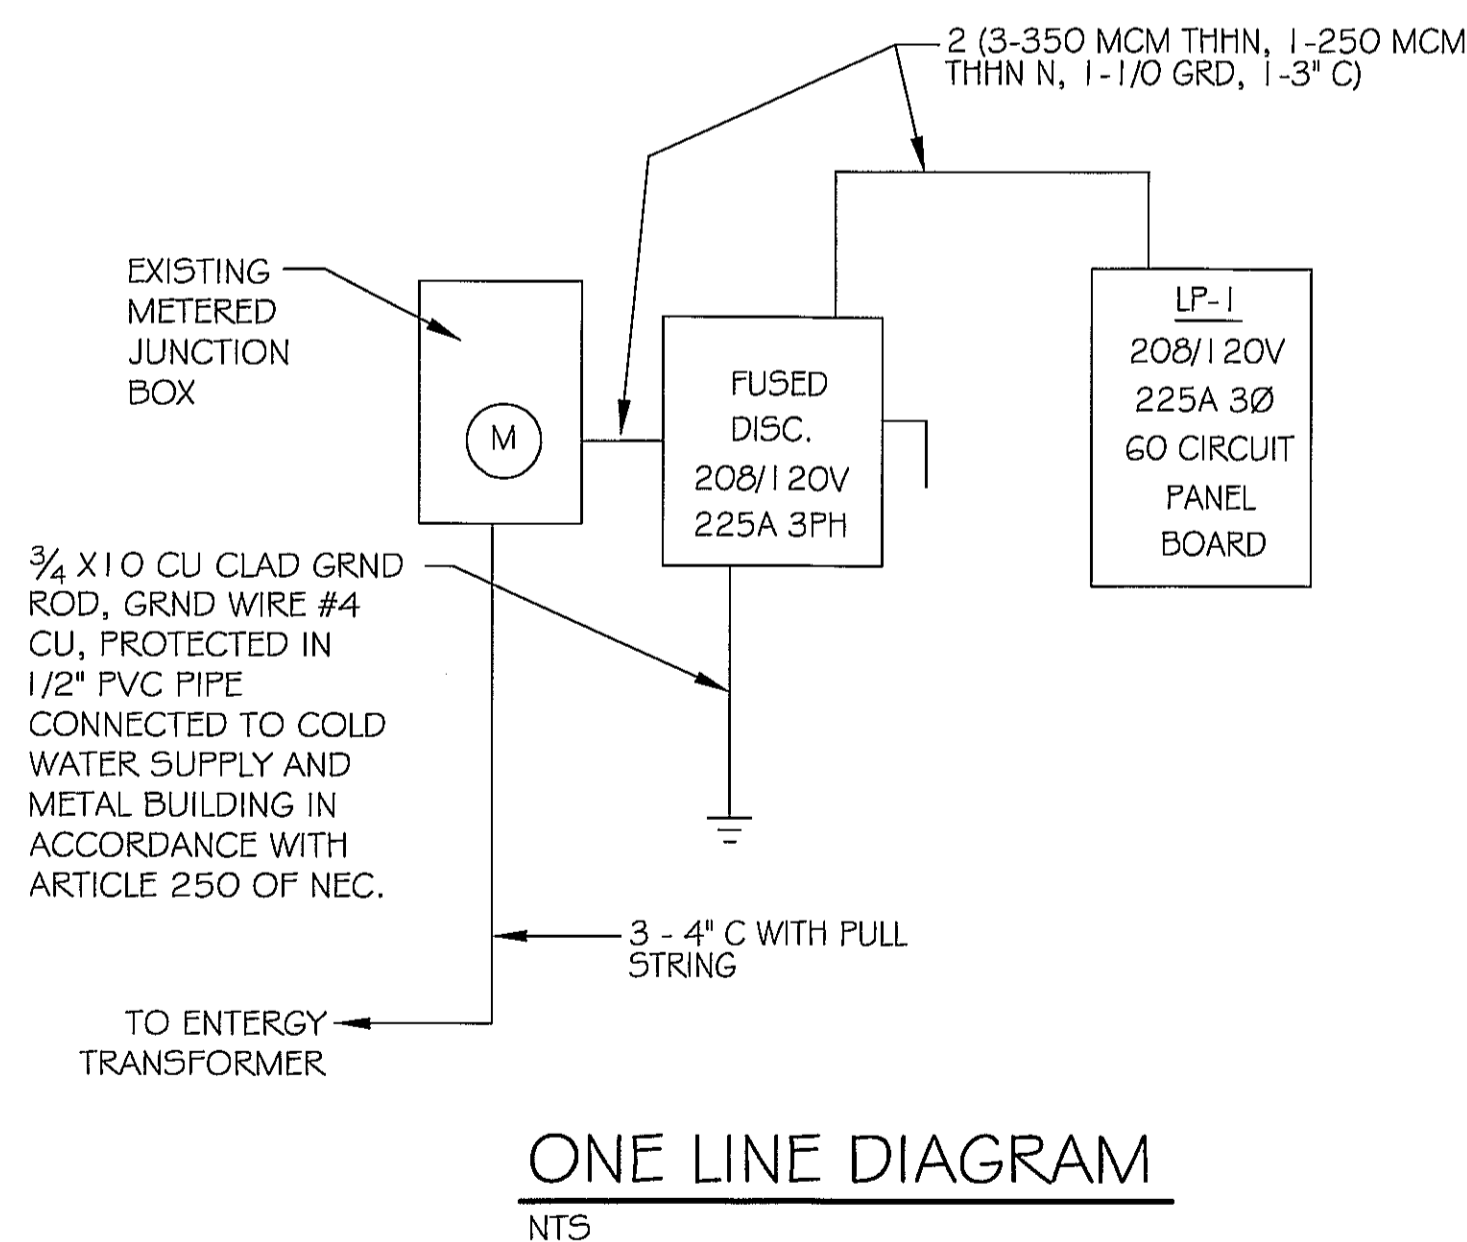 2 (3-350 MCM THHN, 1-250 MCM
THHN N, 1-1/0 GRD, 1-3" C)
EXISTING
METERED
JUNCTION
BOX
M
FUSED
DISC.
208/120V
225A 3PH
LP-1
208/120V
225A 3Ø
60 CIRCUIT
PANEL
BOARD
3/4 X10 CU CLAD GRND
ROD, GRND WIRE #4
CU, PROTECTED IN
1/2" PVC PIPE
CONNECTED TO COLD
WATER SUPPLY AND
METAL BUILDING IN
ACCORDANCE WITH
ARTICLE 250 OF NEC.
3 - 4" C WITH PULL
STRING
TO ENTERGY
TRANSFORMER
ONE LINE DIAGRAM
NTS